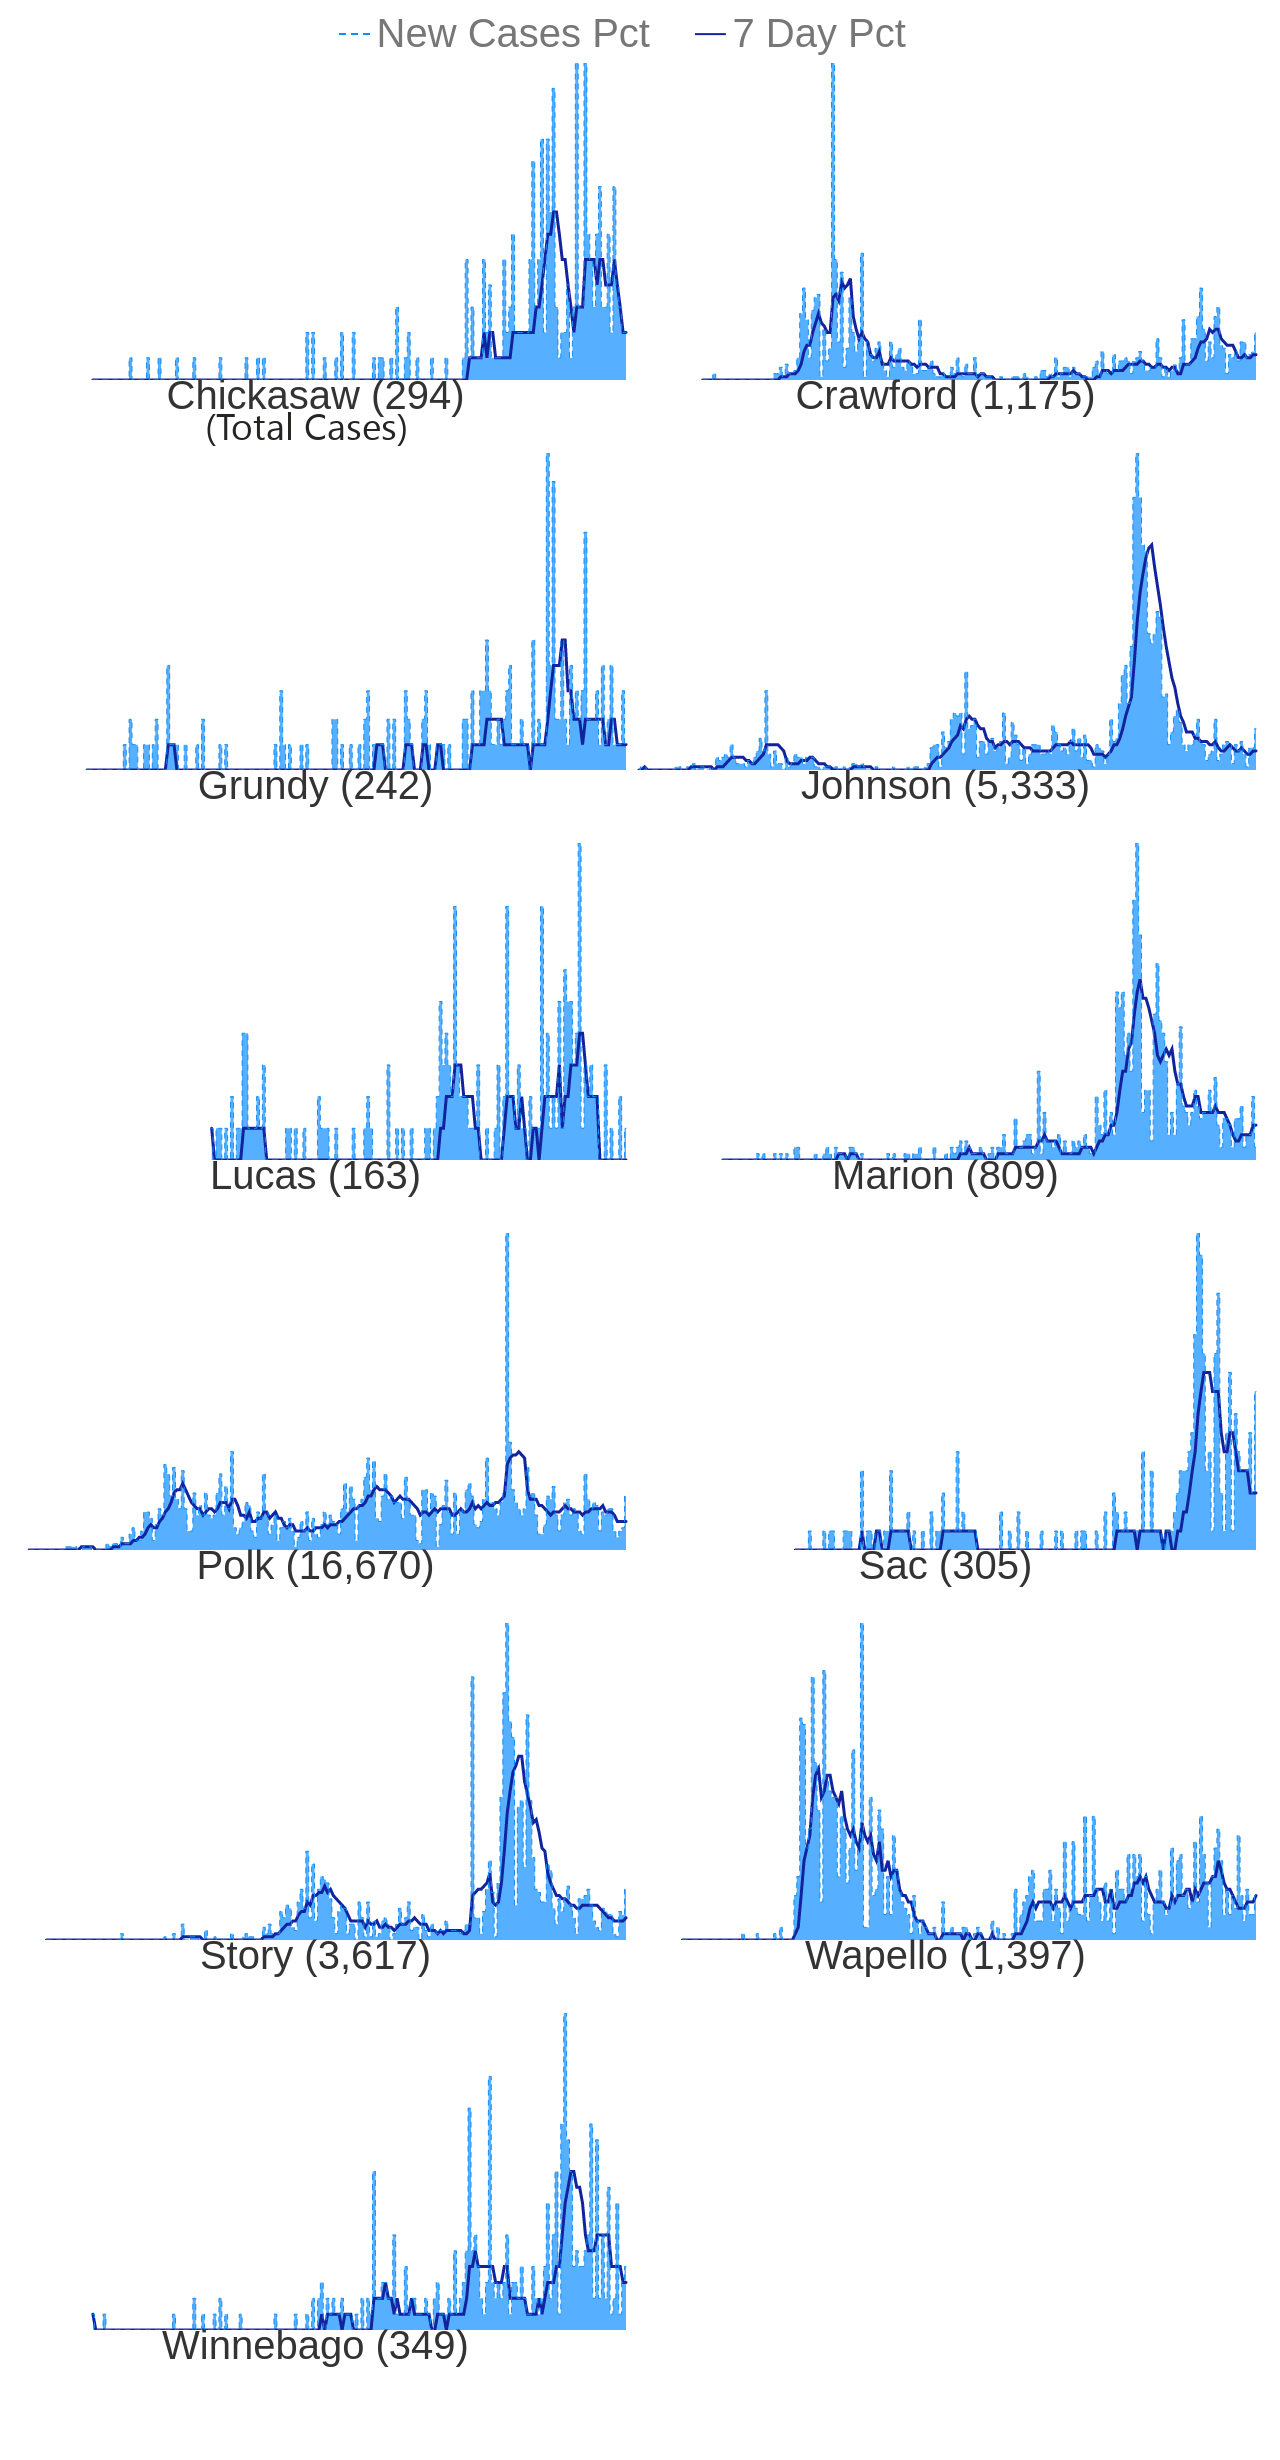 New Cases Pct 7 Day Pct
Chickasaw (294) Crawford (1,175)
(Total Cases)
Grundy (242) Johnson (5,333)
Lucas (163) Marion (809)
Polk (16,670) Sac (305)
Story (3,617) Wapello (1,397)
Winnebago (349)